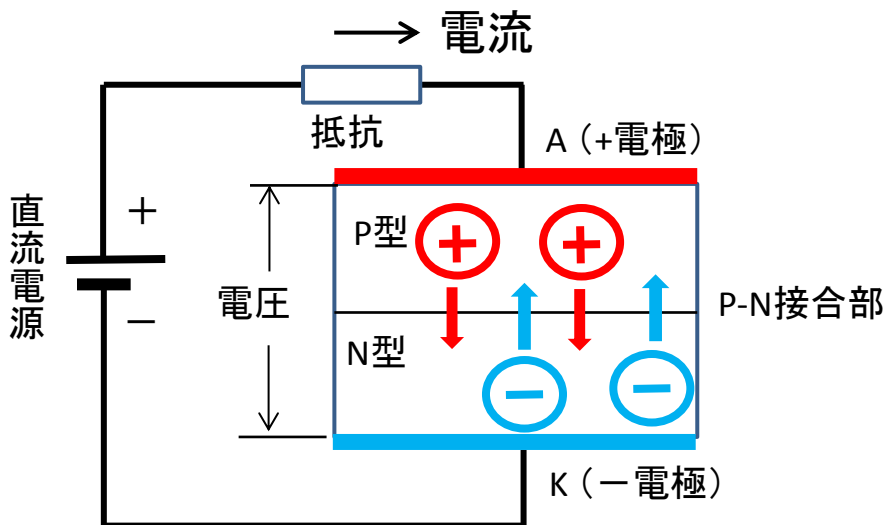 電流
抵抗
A（+電極）
直流電源
＋
－
P型
+
+
電圧
P-N接合部
N型
－
－
K（－電極）